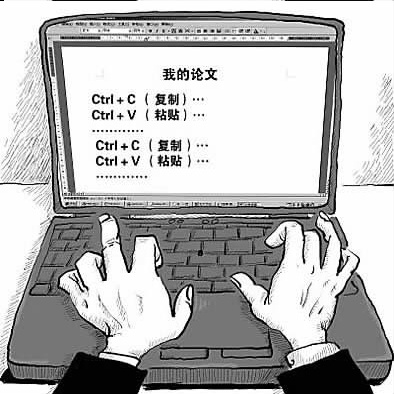 我的论文
Ctrl + C （ 复制 ）…
Ctrl + V （ 粘贴 ）…
…………
Ctrl + C （ 复制 ）…
Ctrl + V （ 粘贴 ）…
…………